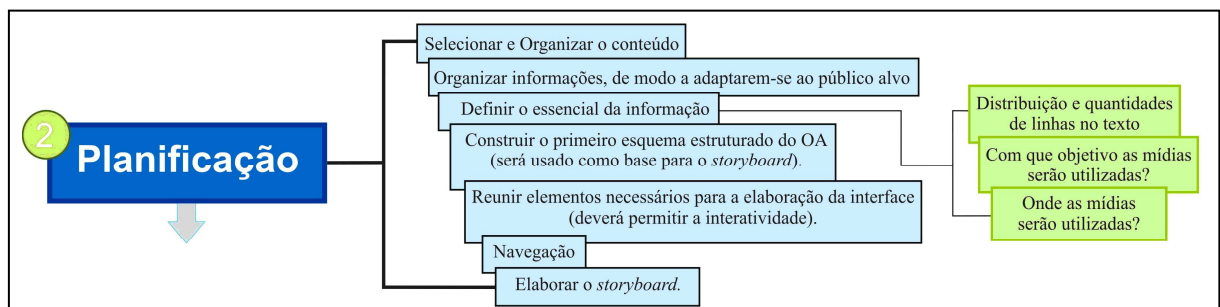 2
Planificação
Selecionar e Organizar o conteúdo
Organizar informações, de modo a adaptarem-se ao público alvo
Definir o essencial da informação
Construir o primeiro esquema estruturado do OA
(será usado como base para o storyboard).
Reunir elementos necessários para a elaboração da interface
(deverá permitir a interatividade).
Navegação
Elaborar o storyboard.
Distribuição e quantidades
de linhas no texto
Com que objetivo as mídias
serão utilizadas?
Onde as mídias
serão utilizadas?